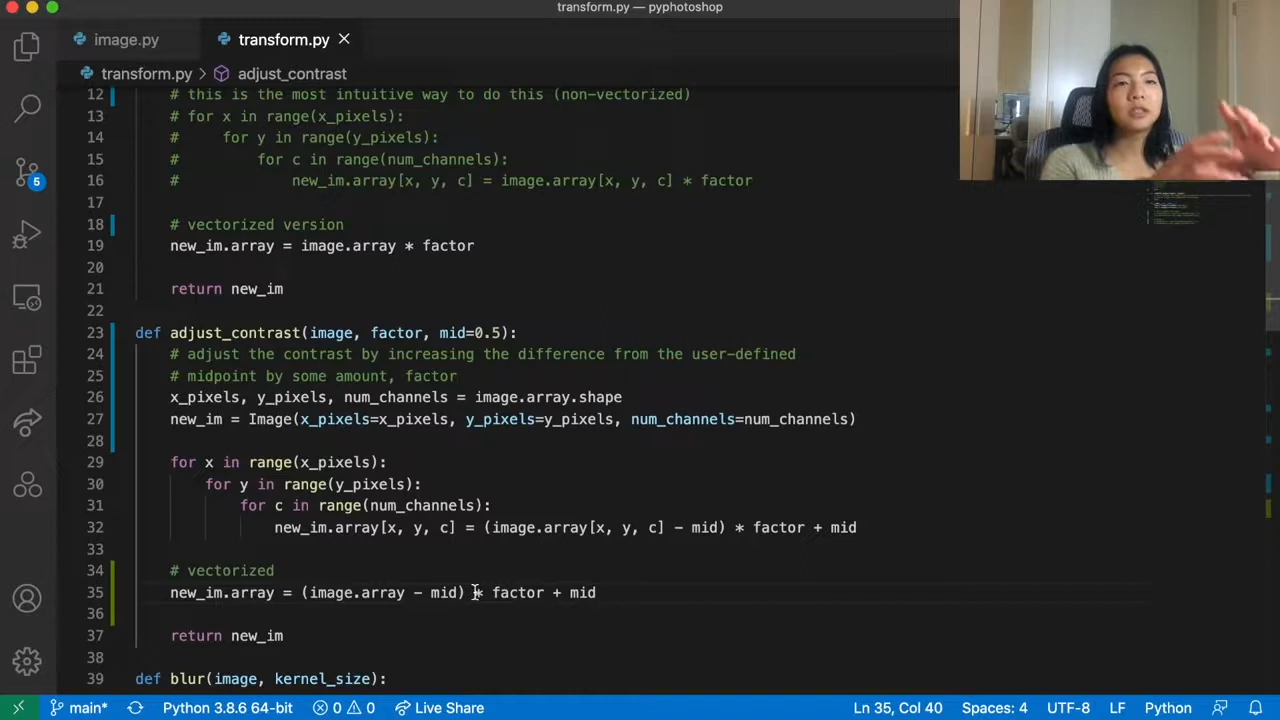 transform.py — pyphotoshop
image.py
transform.py
transform.py > adjust_contrast
12 # this is the most intuitive way to do this (non-vectorized)
13 # for x in range(x_pixels):
14 #     for y in range(y_pixels):
15 #         for c in range(num_channels):
16 #             new_im.array[x, y, c] = image.array[x, y, c] * factor
17
18 # vectorized version
19 new_im.array = image.array * factor
20
21 return new_im
22
23 def adjust_contrast(image, factor, mid=0.5):
24 # adjust the contrast by increasing the difference from the user-defined
25 # midpoint by some amount, factor
26 x_pixels, y_pixels, num_channels = image.array.shape
27 new_im = Image(x_pixels=x_pixels, y_pixels=y_pixels, num_channels=num_channels)
28
29 for x in range(x_pixels):
30 for y in range(y_pixels):
31 for c in range(num_channels):
32 new_im.array[x, y, c] = (image.array[x, y, c] - mid) * factor + mid
33
34 # vectorized
35 new_im.array = (image.array - mid) * factor + mid
36
37 return new_im
38
39 def blur(image, kernel_size):
5
main* Python 3.8.6 64-bit 0 0 Live Share Ln 35, Col 40 Spaces: 4 UTF-8 LF Python